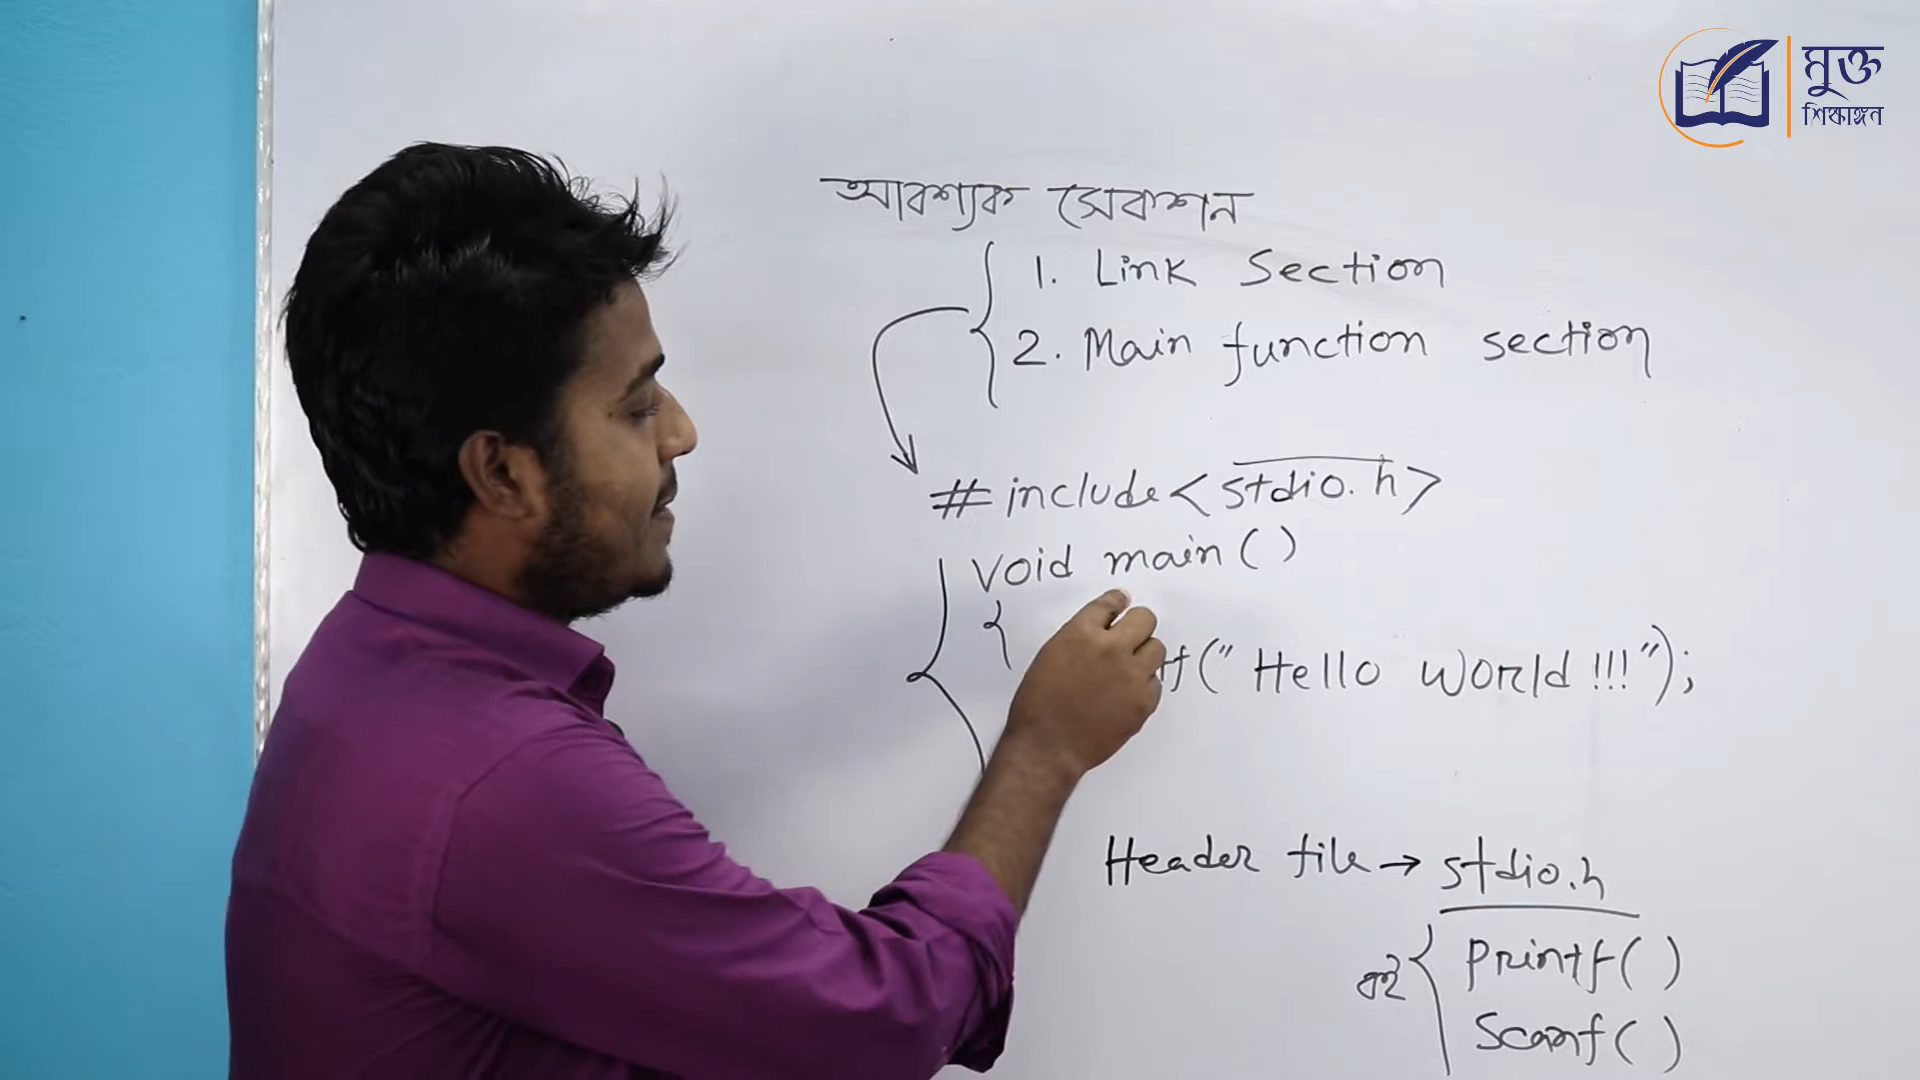 মুক্ত
শিক্ষাঙ্গন
আবশ্যক সেকশন
1. Link Section
2. Main function section
#include<stdio.h>
void main()
{
f("Hello World!!!");
Header file → stdio.h
বই { printf()
scanf()